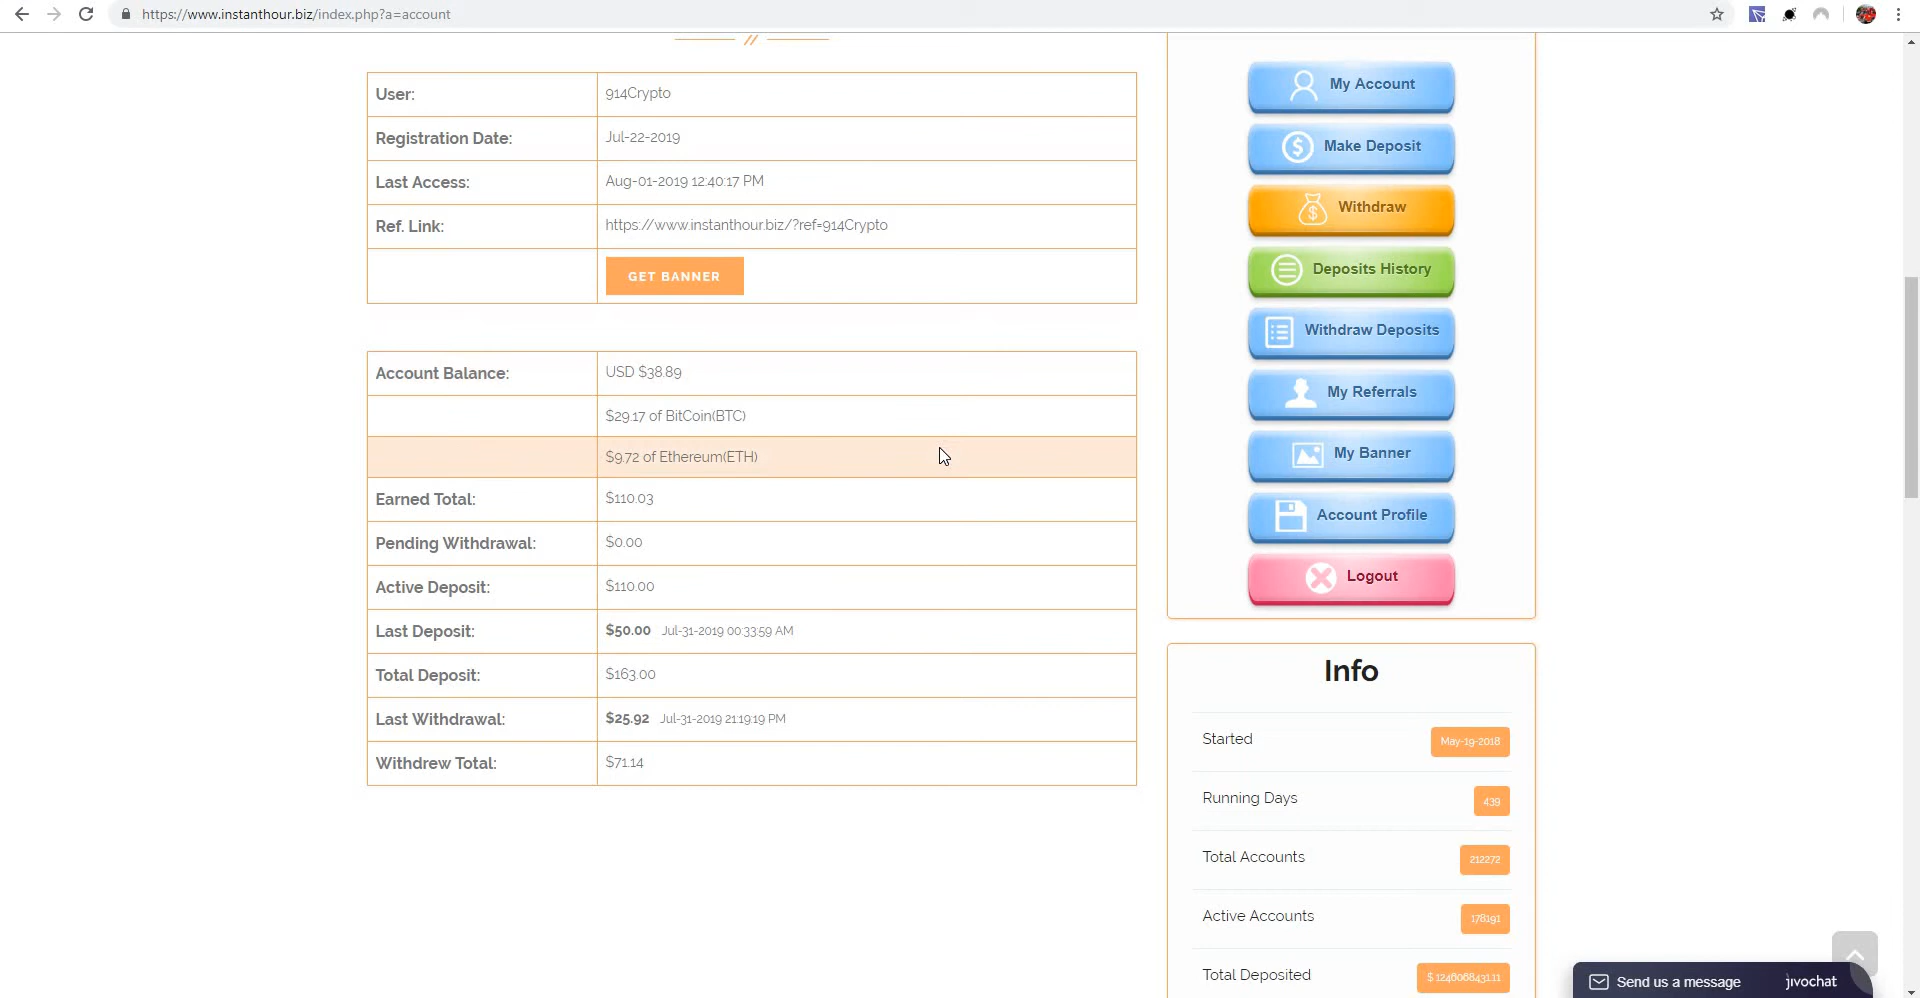 https://www.instanthour.biz/index.php?a=account
User: 914Crypto
Registration Date: Jul-22-2019
Last Access: Aug-01-2019 12:40:17 PM
Ref. Link: https://www.instanthour.biz/?ref=914Crypto
GET BANNER
Account Balance: USD $38.89
$29.17 of BitCoin(BTC)
$9.72 of Ethereum(ETH)
Earned Total: $110.03
Pending Withdrawal: $0.00
Active Deposit: $110.00
Last Deposit: $50.00 Jul-31-2019 00:33:59 AM
Total Deposit: $163.00
Last Withdrawal: $25.92 Jul-31-2019 21:19:19 PM
Withdrew Total: $71.14
My Account
Make Deposit
Withdraw
Deposits History
Withdraw Deposits
My Referrals
My Banner
Account Profile
Logout
Info
Started May-19-2018
Running Days 439
Total Accounts 212272
Active Accounts 178191
Total Deposited $ 124606843.11
Send us a message jivochat